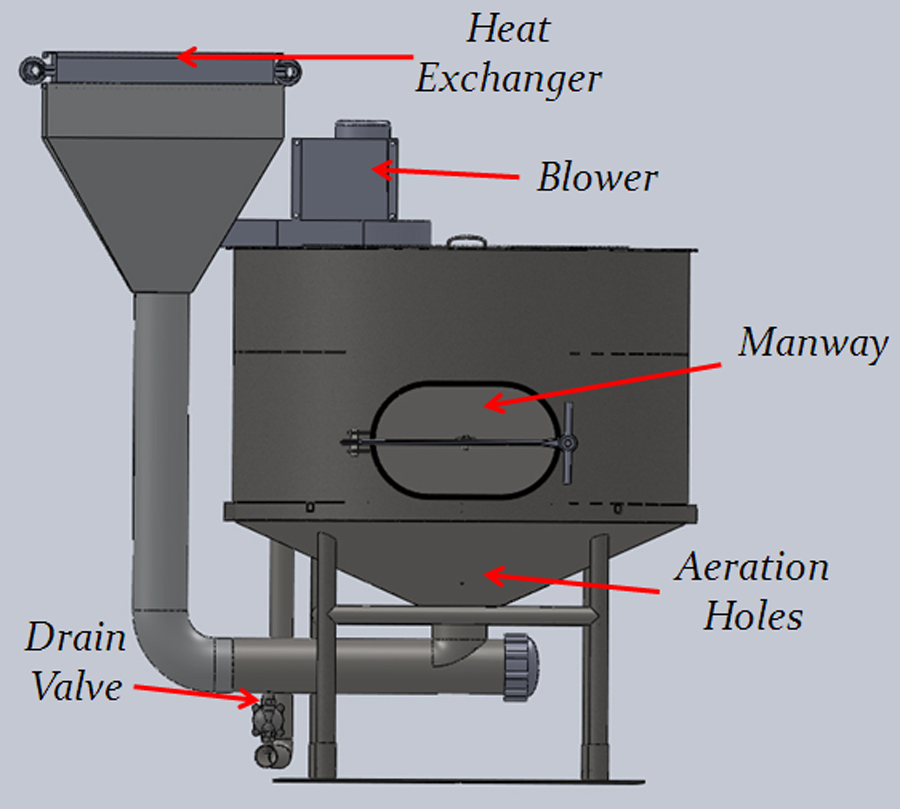 Heat
Exchanger
Blower
Manway
Aeration
Holes
Drain
Valve